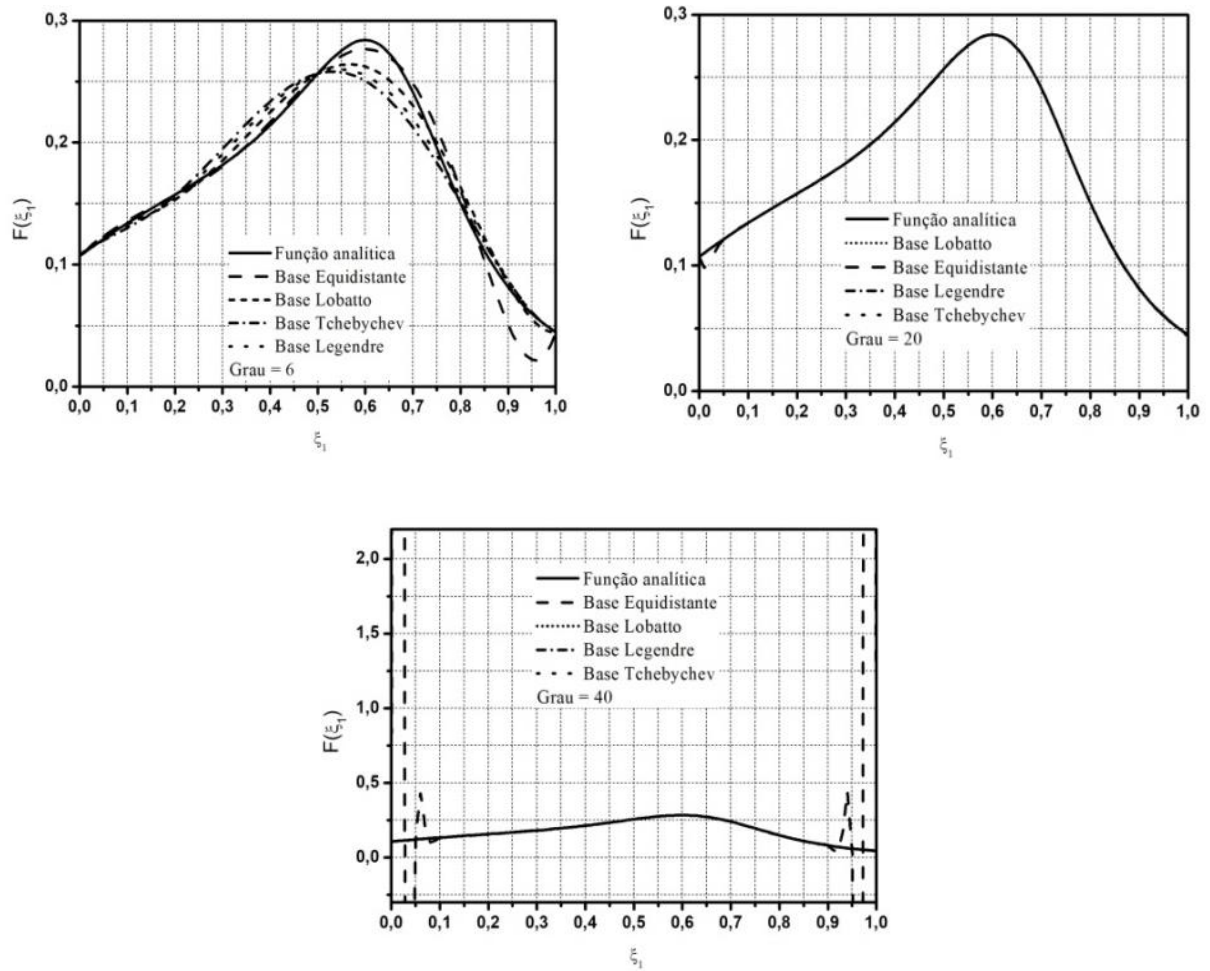 0,3
0,2
0,1
0,0
F(ξ₁)
Função analítica
Base Equidistante
Base Lobatto
Base Tchebychev
Base Legendre
Grau = 6
0,0 0,1 0,2 0,3 0,4 0,5 0,6 0,7 0,8 0,9 1,0
ξ₁
0,3
0,2
0,1
0,0
F(ξ₁)
Função analítica
Base Lobatto
Base Equidistante
Base Legendre
Base Tchebychev
Grau = 20
0,0 0,1 0,2 0,3 0,4 0,5 0,6 0,7 0,8 0,9 1,0
ξ₁
2,0
1,5
1,0
0,5
0,0
F(ξ₁)
Função analítica
Base Equidistante
Base Lobatto
Base Legendre
Base Tchebychev
Grau = 40
0,0 0,1 0,2 0,3 0,4 0,5 0,6 0,7 0,8 0,9 1,0
ξ₁